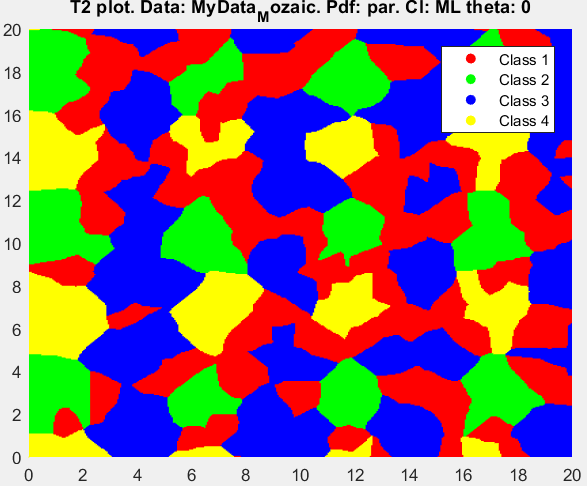 T2 plot. Data: MyData_Mozaic. Pdf: par. Cl: ML theta: 0
20
18
16
14
12
10
8
6
4
2
0
Class 1
Class 2
Class 3
Class 4
0 2 4 6 8 10 12 14 16 18 20